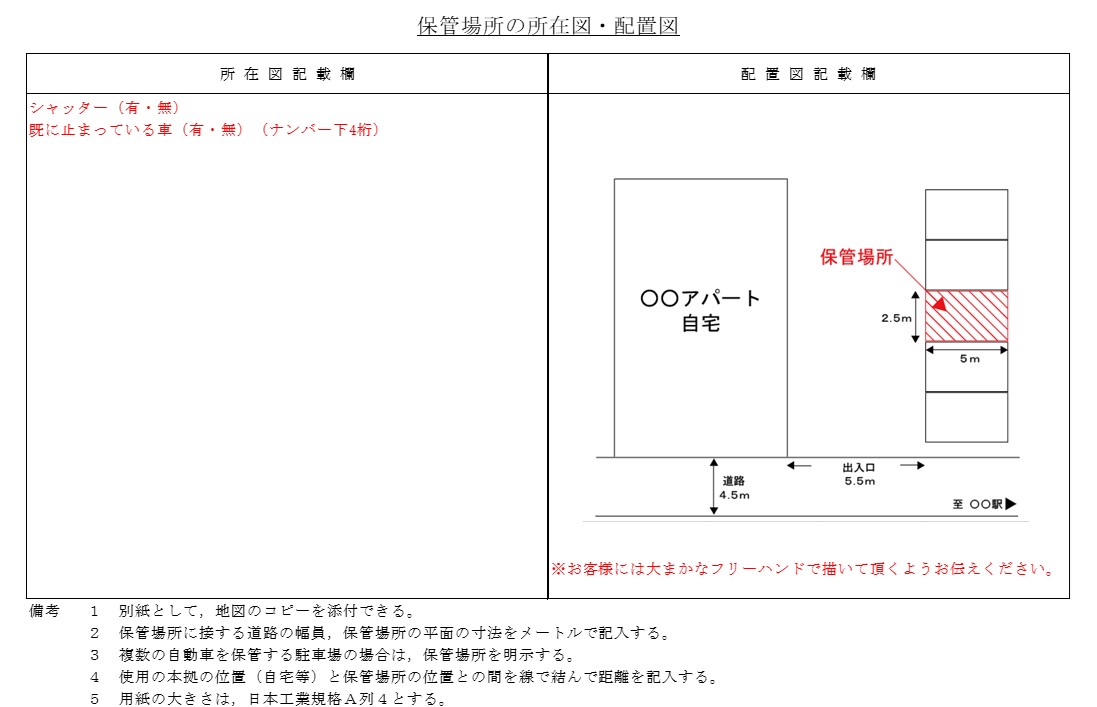 保管場所の所在図・配置図
所在図記載欄
配置図記載欄
シャッター（有・無）
既に止まっている車（有・無）（ナンバー下4桁）
保管場所
〇〇アパート
自宅
2.5m
5m
出入口
5.5m
道路
4.5m
至 〇〇駅▶
※お客様には大まかなフリーハンドで描いて頂くようお伝えください。
備考 1 別紙として，地図のコピーを添付できる。
2 保管場所に接する道路の幅員，保管場所の平面の寸法をメートルで記入する。
3 複数の自動車を保管する駐車場の場合は，保管場所を明示する。
4 使用の本拠の位置（自宅等）と保管場所の位置との間を線で結んで距離を記入する。
5 用紙の大きさは，日本工業規格Ａ列４とする。